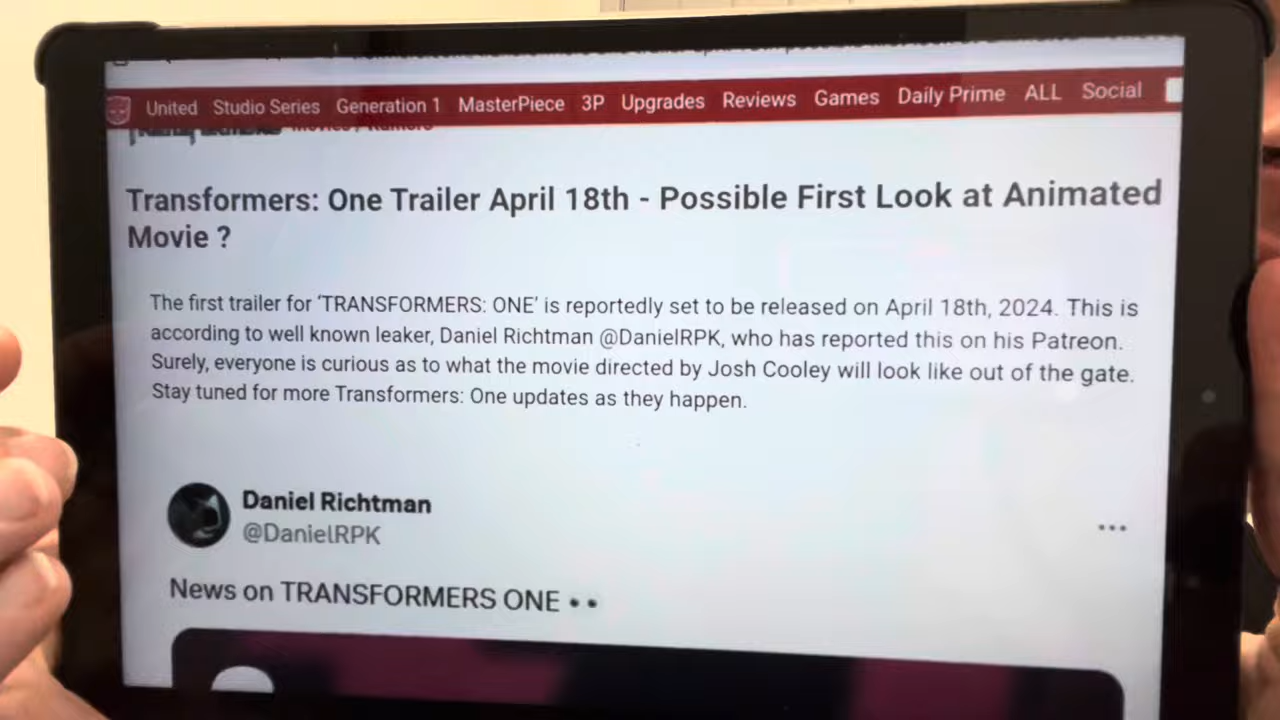 United Studio Series Generation 1 MasterPiece 3P Upgrades Reviews Games Daily Prime ALL Social
Transformers: One Trailer April 18th - Possible First Look at Animated
Movie ?
The first trailer for ‘TRANSFORMERS: ONE’ is reportedly set to be released on April 18th, 2024. This is
according to well known leaker, Daniel Richtman @DanielRPK, who has reported this on his Patreon.
Surely, everyone is curious as to what the movie directed by Josh Cooley will look like out of the gate.
Stay tuned for more Transformers: One updates as they happen.
Daniel Richtman
@DanielRPK
News on TRANSFORMERS ONE